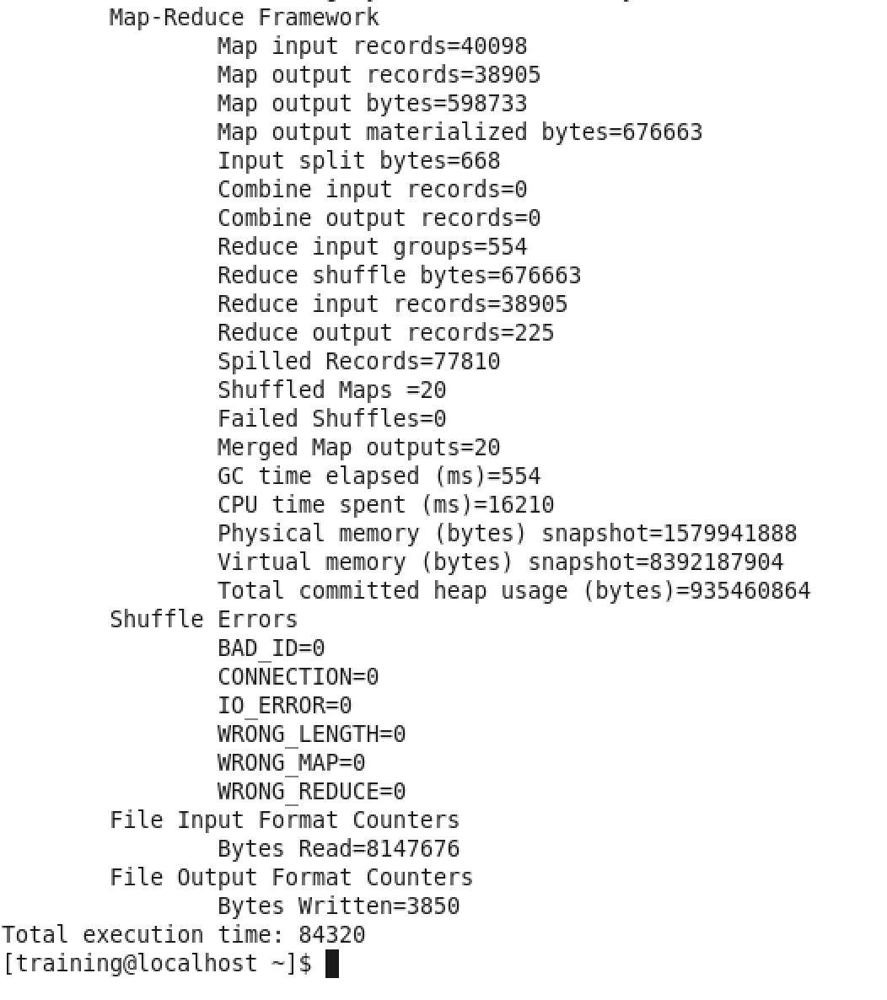 Map-Reduce Framework
Map input records=40098
Map output records=38905
Map output bytes=598733
Map output materialized bytes=676663
Input split bytes=668
Combine input records=0
Combine output records=0
Reduce input groups=554
Reduce shuffle bytes=676663
Reduce input records=38905
Reduce output records=225
Spilled Records=77810
Shuffled Maps =20
Failed Shuffles=0
Merged Map outputs=20
GC time elapsed (ms)=554
CPU time spent (ms)=16210
Physical memory (bytes) snapshot=1579941888
Virtual memory (bytes) snapshot=8392187904
Total committed heap usage (bytes)=935460864
Shuffle Errors
BAD_ID=0
CONNECTION=0
IO_ERROR=0
WRONG_LENGTH=0
WRONG_MAP=0
WRONG_REDUCE=0
File Input Format Counters
Bytes Read=8147676
File Output Format Counters
Bytes Written=3850
Total execution time: 84320
[training@localhost ~]$